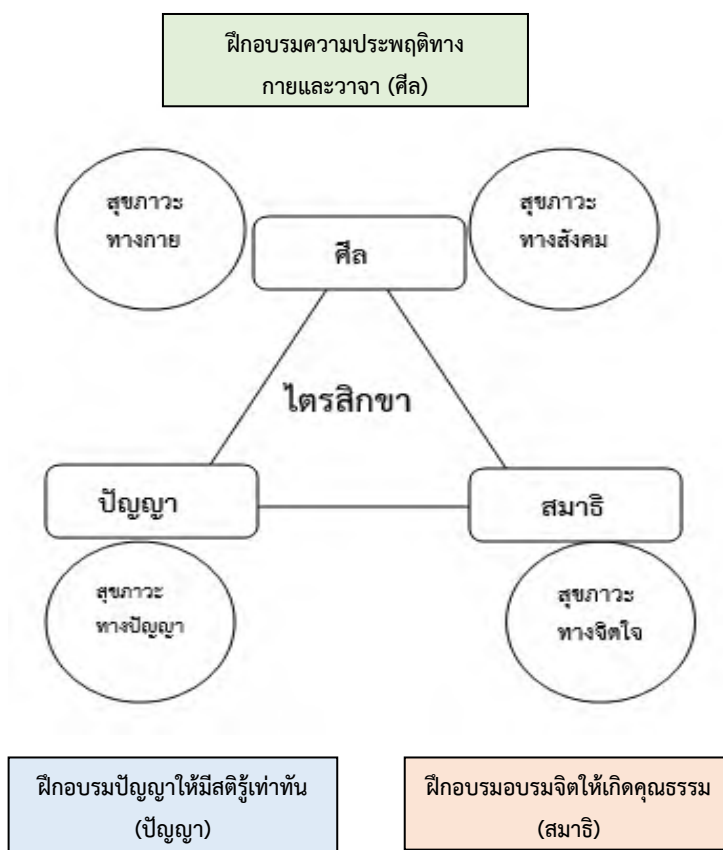 ฝึกอบรมความประพฤติทาง
กายและวาจา (ศีล)
สุขภาวะ
ทางกาย
สุขภาวะ
ทางสังคม
ศีล
ไตรสิกขา
ปัญญา
สมาธิ
สุขภาวะ
ทางปัญญา
สุขภาวะ
ทางจิตใจ
ฝึกอบรมปัญญาให้มีสติรู้เท่าทัน
(ปัญญา)
ฝึกอบรมอบรมจิตให้เกิดคุณธรรม
(สมาธิ)